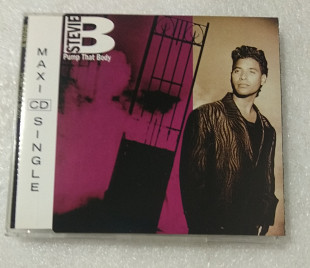 MAXI CD SINGLE
STEVIE B
Pump That Body